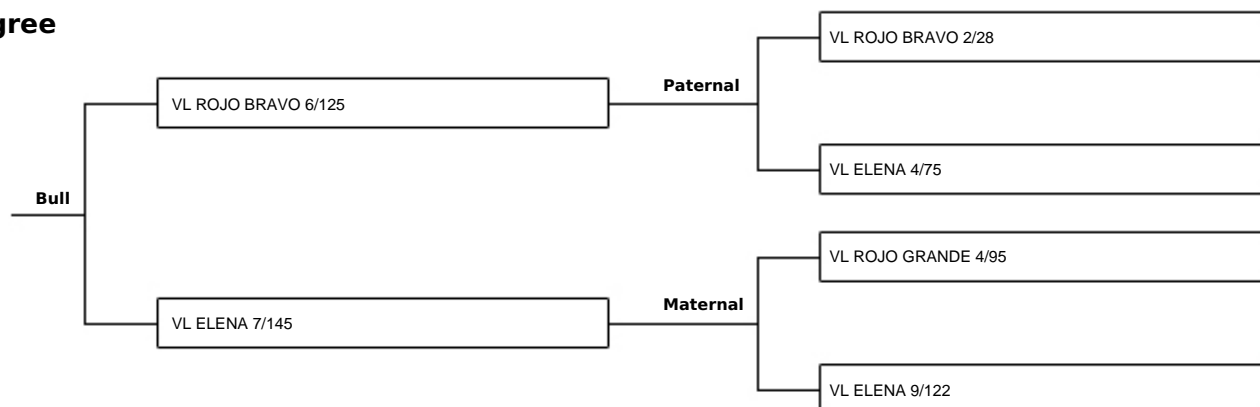 gree
VL ROJO BRAVO 2/28
Paternal
VL ROJO BRAVO 6/125
VL ELENA 4/75
Bull
VL ROJO GRANDE 4/95
Maternal
VL ELENA 7/145
VL ELENA 9/122